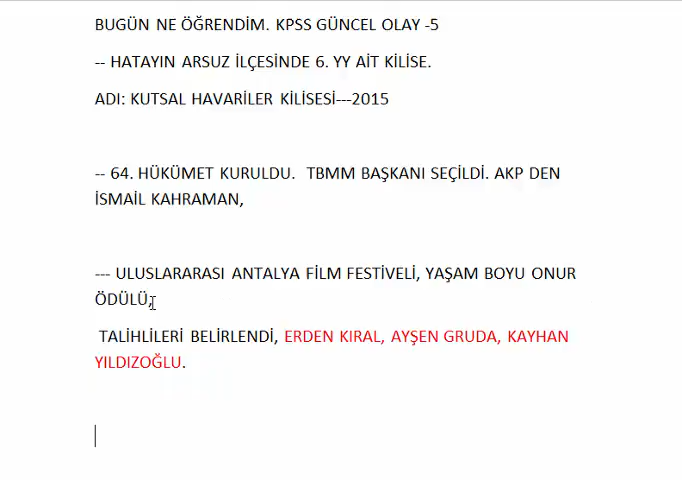 BUGÜN NE ÖĞRENDİM. KPSS GÜNCEL OLAY -5
-- HATAYIN ARSUZ İLÇESİNDE 6. YY AİT KİLİSE.
ADI: KUTSAL HAVARİLER KİLİSESİ---2015
-- 64. HÜKÜMET KURULDU. TBMM BAŞKANI SEÇİLDİ. AKP DEN
İSMAİL KAHRAMAN,
--- ULUSLARARASI ANTALYA FİLM FESTİVELİ, YAŞAM BOYU ONUR
ÖDÜLÜ,
TALİHLİLERİ BELİRLENDİ, ERDEN KIRAL, AYŞEN GRUDA, KAYHAN
YILDIZOĞLU.